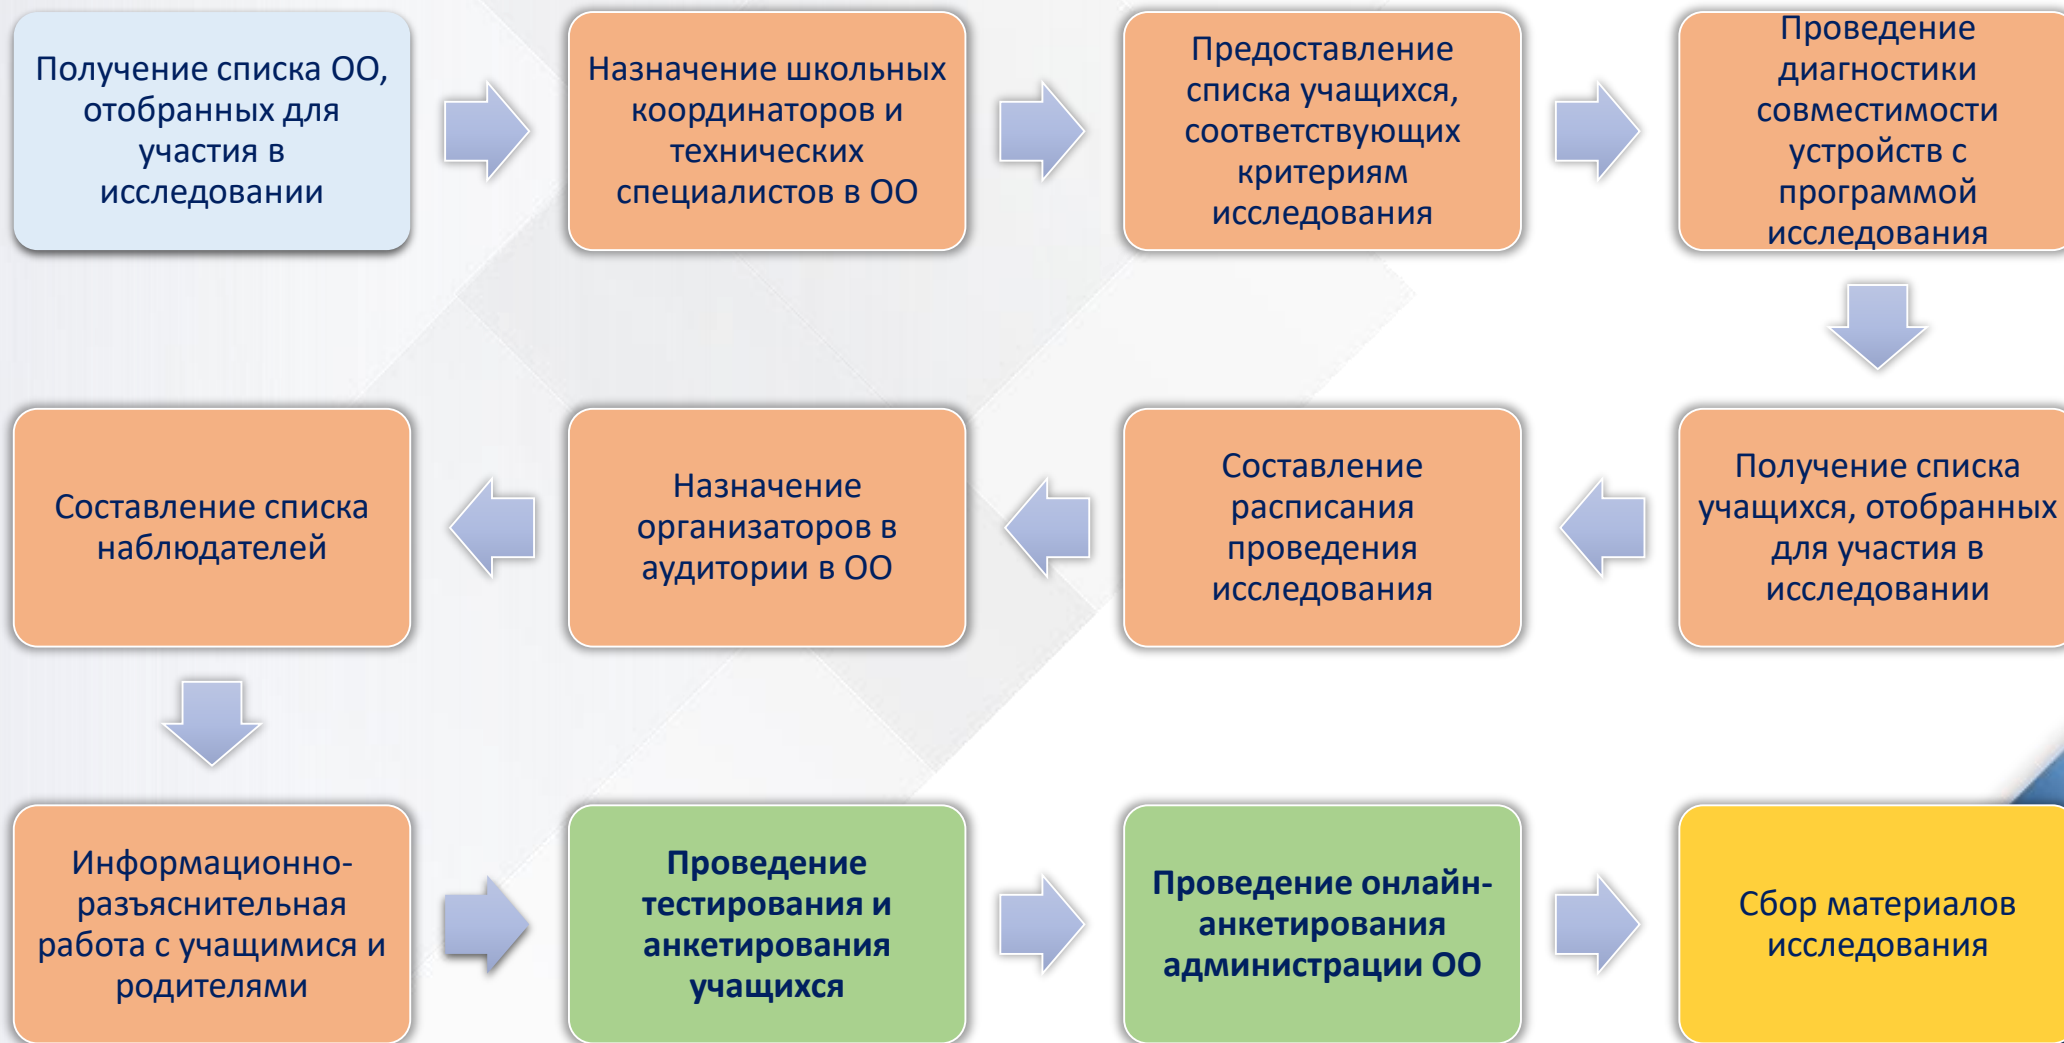 Получение списка ОО,
отобранных для
участия в
исследовании
Назначение школьных
координаторов и
технических
специалистов в ОО
Предоставление
списка учащихся,
соответствующих
критериям
исследования
Проведение
диагностики
совместимости
устройств с
программой
исследования
Получение списка
учащихся, отобранных
для участия в
исследовании
Составление
расписания
проведения
исследования
Назначение
организаторов в
аудитории в ОО
Составление списка
наблюдателей
Информационно-
разъяснительная
работа с учащимися и
родителями
Проведение
тестирования и
анкетирования
учащихся
Проведение онлайн-
анкетирования
администрации ОО
Сбор материалов
исследования